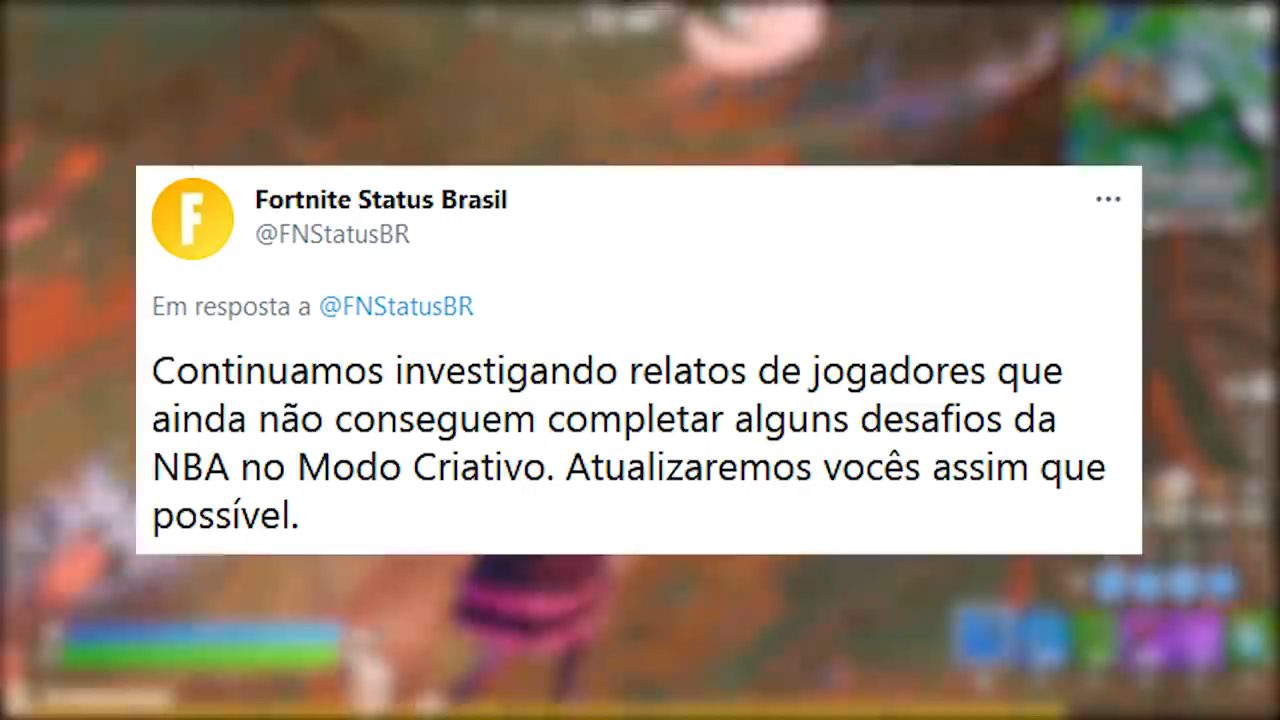 F
Fortnite Status Brasil
@FNStatusBR
Em resposta a @FNStatusBR
Continuamos investigando relatos de jogadores que
ainda não conseguem completar alguns desafios da
NBA no Modo Criativo. Atualizaremos vocês assim que
possível.